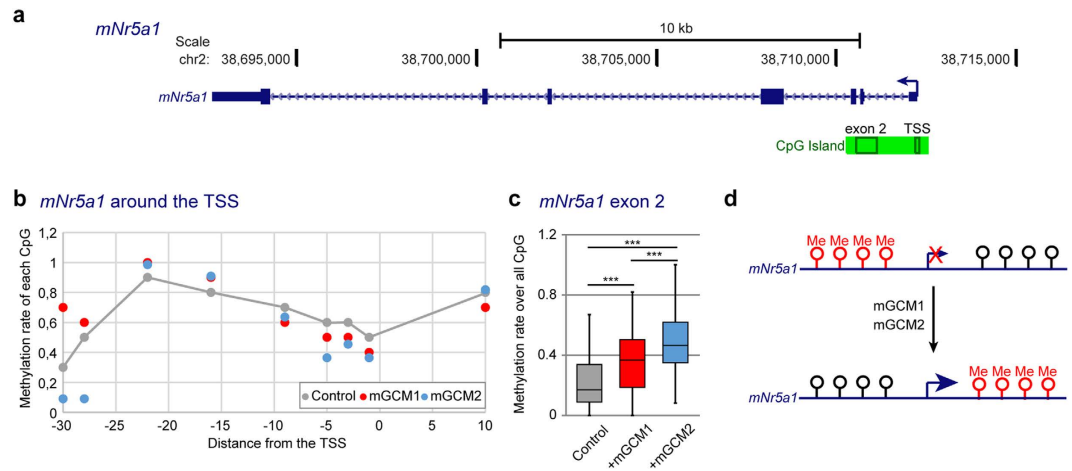 a
mNr5a1
Scale
10 kb
chr2:
38,695,000
38,700,000
38,705,000
38,710,000
38,715,000
mNr5a1
exon 2
TSS
CpG Island
b
mNr5a1 around the TSS
Methylation rate of each CpG
1,2
1
0,8
0,6
0,4
0,2
0
-30
-25
-20
-15
-10
-5
0
5
10
Control
mGCM1
mGCM2
Distance from the TSS
c
mNr5a1 exon 2
Methylation rate over all CpG
1.2
0.8
0.4
0
***
***
***
Control
+mGCM1
+mGCM2
d
Me Me Me Me
X
mNr5a1
mGCM1
mGCM2
Me Me Me Me
mNr5a1